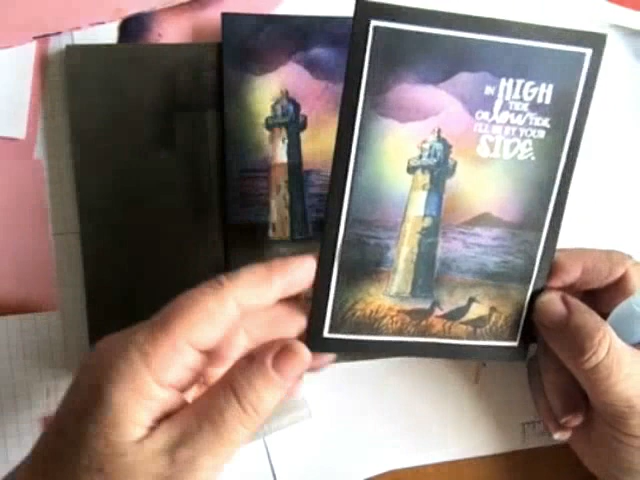 IN HIGH
TIDE
OR low TIDE,
I'LL BE BY YOUR
SIDE.